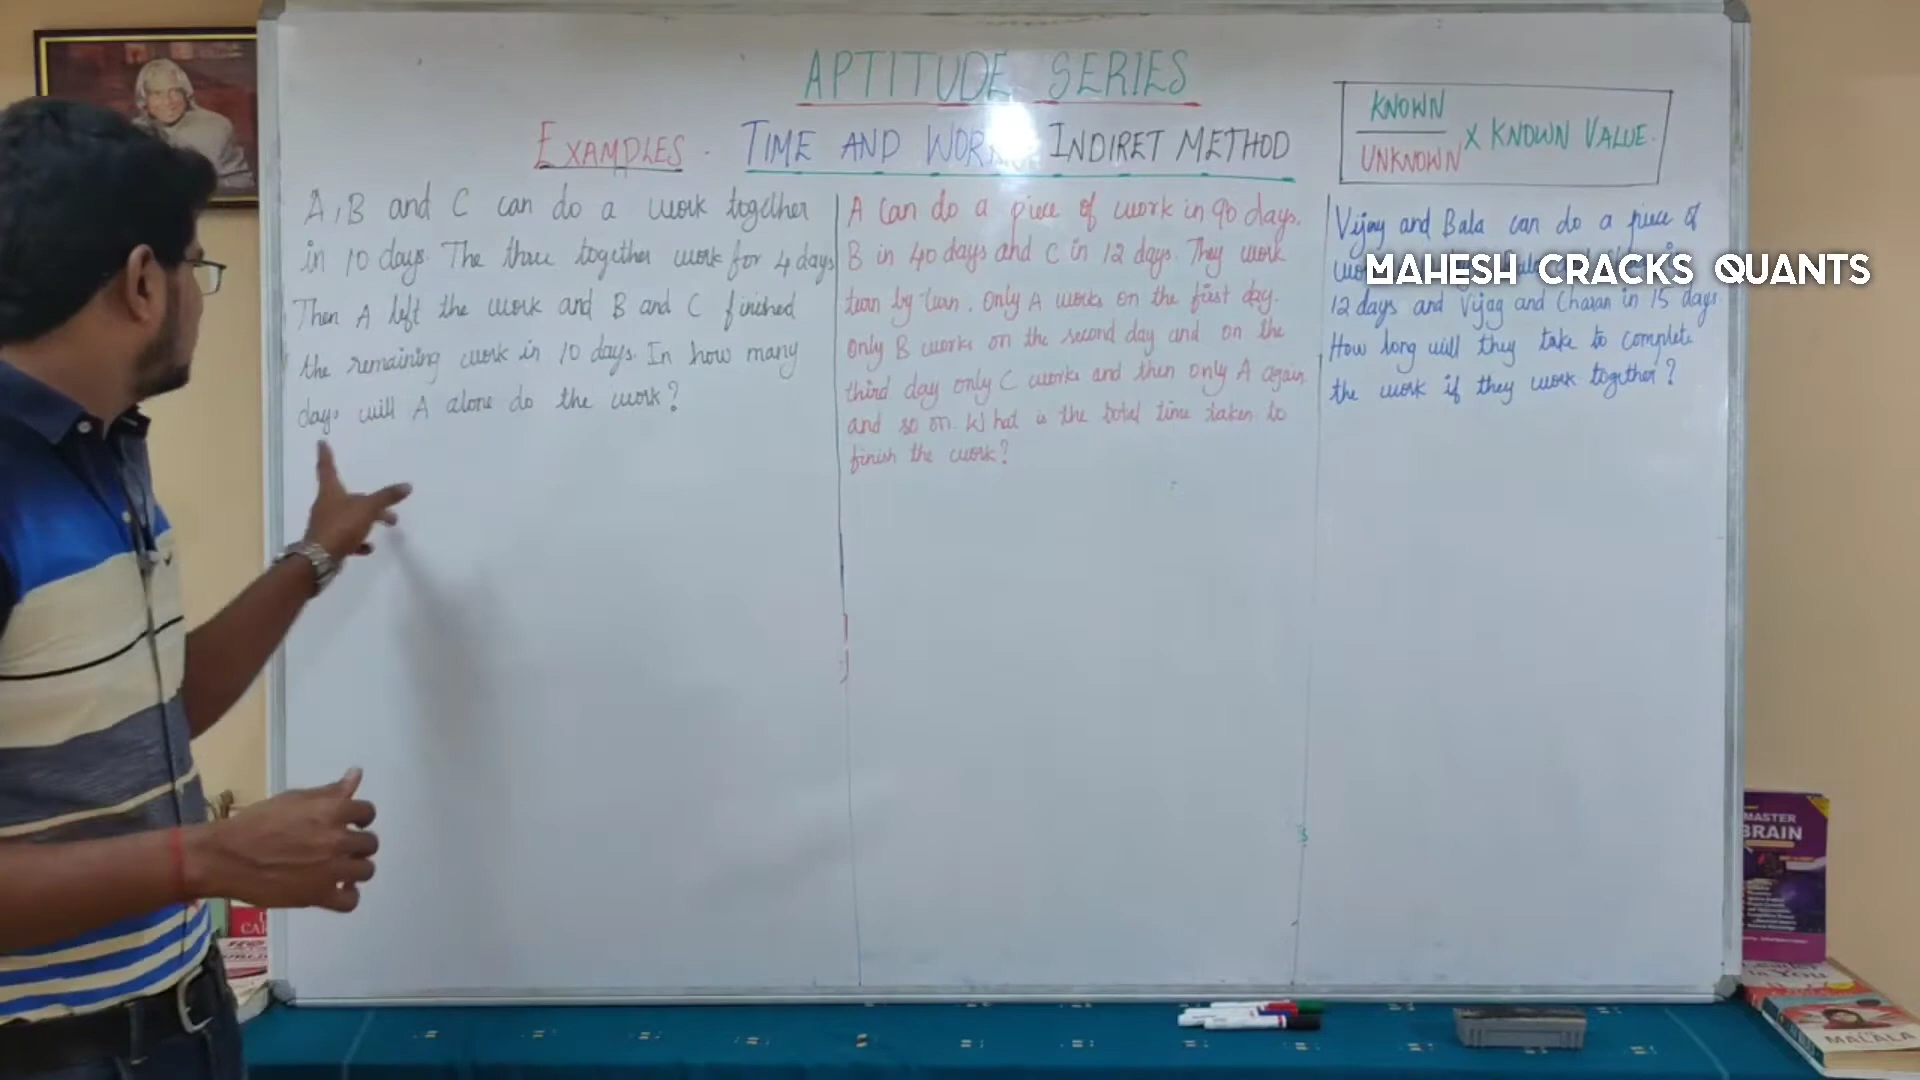 APTITUDE SERIES
EXAMPLES. TIME AND WORK INDIRET METHOD
KNOWN
UNKNOWN
X KNOWN VALUE.
A, B and C can do a work together
in 10 days. The three together work for 4 days
Then A left the work and B and C finished
the remaining work in 10 days. In how many
days will A alone do the work?
A Can do a piece of work in 90 days.
B in 40 days and C in 12 days. They work
turn by turn. Only A works on the first day.
Only B works on the second day and on the
third day only C works and then only A again
and so on. What is the total time taken to
finish the work?
Vijay and Bala can do a piece of
MAHESH CRACKS QUANTS
12 days and Vijay and Charan in 15 days
How long will they take to complete
the work if they work together?
MASTER
BRAIN
MALALA